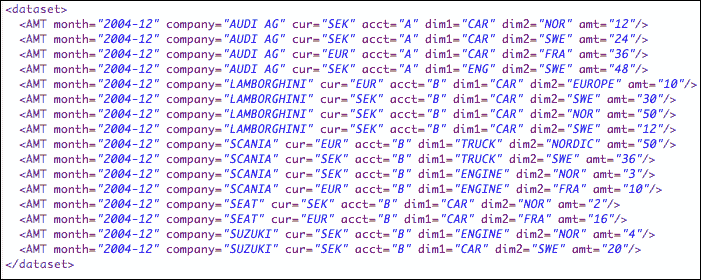 <dataset>
<AMT month="2004-12" company="AUDI AG" cur="SEK" acct="A" dim1="CAR" dim2="NOR" amt="12"/>
<AMT month="2004-12" company="AUDI AG" cur="SEK" acct="A" dim1="CAR" dim2="SWE" amt="24"/>
<AMT month="2004-12" company="AUDI AG" cur="EUR" acct="A" dim1="CAR" dim2="FRA" amt="36"/>
<AMT month="2004-12" company="AUDI AG" cur="SEK" acct="A" dim1="ENG" dim2="SWE" amt="48"/>
<AMT month="2004-12" company="LAMBORGHINI" cur="EUR" acct="B" dim1="CAR" dim2="EUROPE" amt="10"/>
<AMT month="2004-12" company="LAMBORGHINI" cur="SEK" acct="B" dim1="CAR" dim2="SWE" amt="30"/>
<AMT month="2004-12" company="LAMBORGHINI" cur="SEK" acct="B" dim1="CAR" dim2="NOR" amt="50"/>
<AMT month="2004-12" company="LAMBORGHINI" cur="SEK" acct="B" dim1="CAR" dim2="SWE" amt="12"/>
<AMT month="2004-12" company="SCANIA" cur="EUR" acct="B" dim1="TRUCK" dim2="NORDIC" amt="50"/>
<AMT month="2004-12" company="SCANIA" cur="SEK" acct="B" dim1="TRUCK" dim2="SWE" amt="36"/>
<AMT month="2004-12" company="SCANIA" cur="SEK" acct="B" dim1="ENGINE" dim2="NOR" amt="3"/>
<AMT month="2004-12" company="SCANIA" cur="EUR" acct="B" dim1="ENGINE" dim2="FRA" amt="10"/>
<AMT month="2004-12" company="SEAT" cur="SEK" acct="B" dim1="CAR" dim2="NOR" amt="2"/>
<AMT month="2004-12" company="SEAT" cur="EUR" acct="B" dim1="CAR" dim2="FRA" amt="16"/>
<AMT month="2004-12" company="SUZUKI" cur="SEK" acct="B" dim1="ENGINE" dim2="NOR" amt="4"/>
<AMT month="2004-12" company="SUZUKI" cur="SEK" acct="B" dim1="CAR" dim2="SWE" amt="20"/>
</dataset>